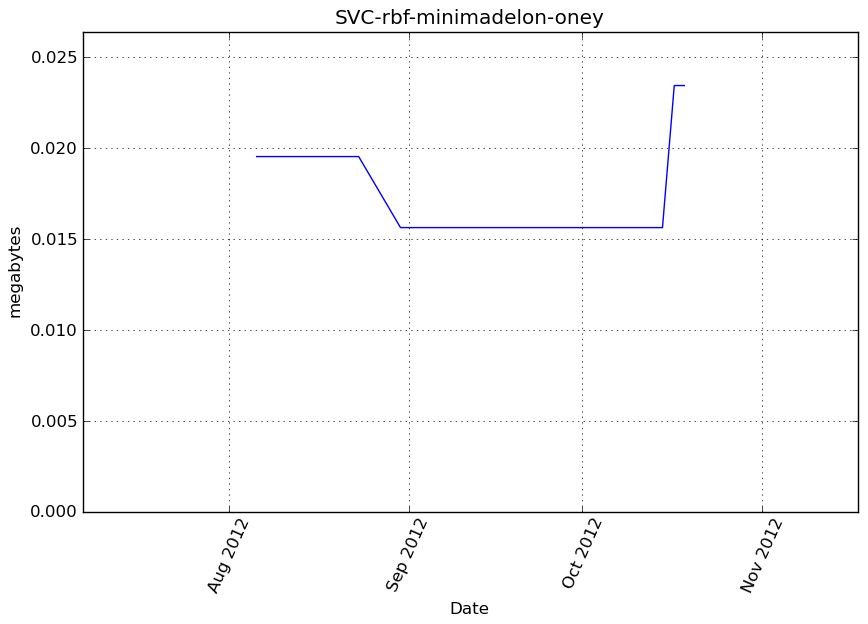 SVC-rbf-minimadelon-oney
0.025
0.020
0.015
0.010
0.005
0.000
megabytes
Aug 2012
Sep 2012
Oct 2012
Nov 2012
Date